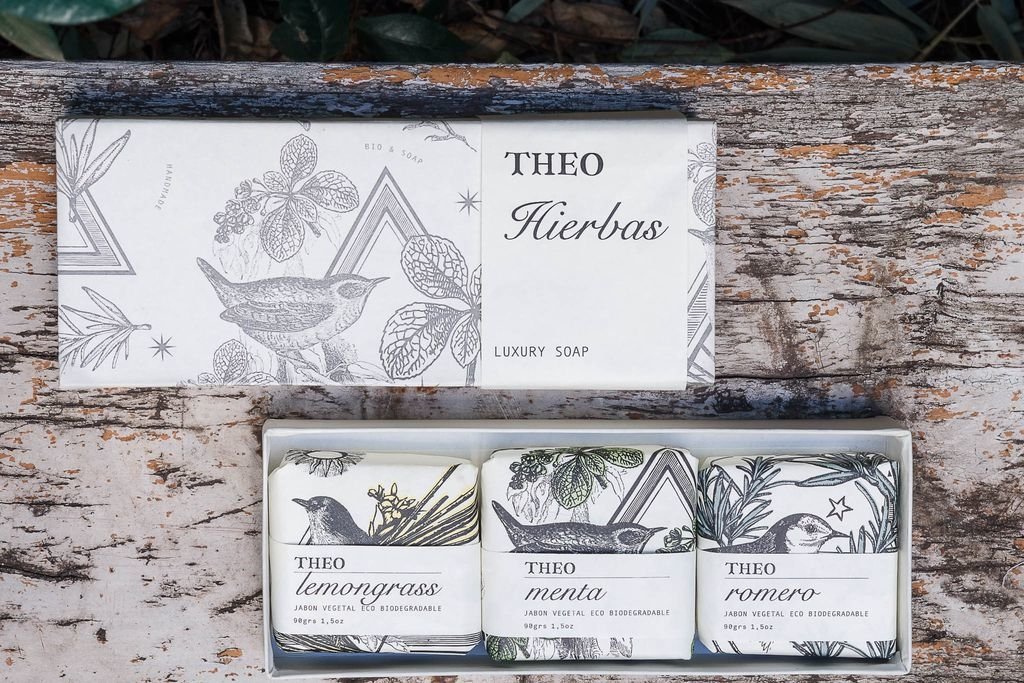 HANDMADE
BIO & SOAP
THEO
Hierbas
LUXURY SOAP
THEO
lemongrass
JABON VEGETAL ECO BIODEGRADABLE
90grs 1,5oz
THEO
menta
JABON VEGETAL ECO BIODEGRADABLE
90grs 1,5oz
THEO
romero
JABON VEGETAL ECO BIODEGRADABLE
90grs 1,5oz